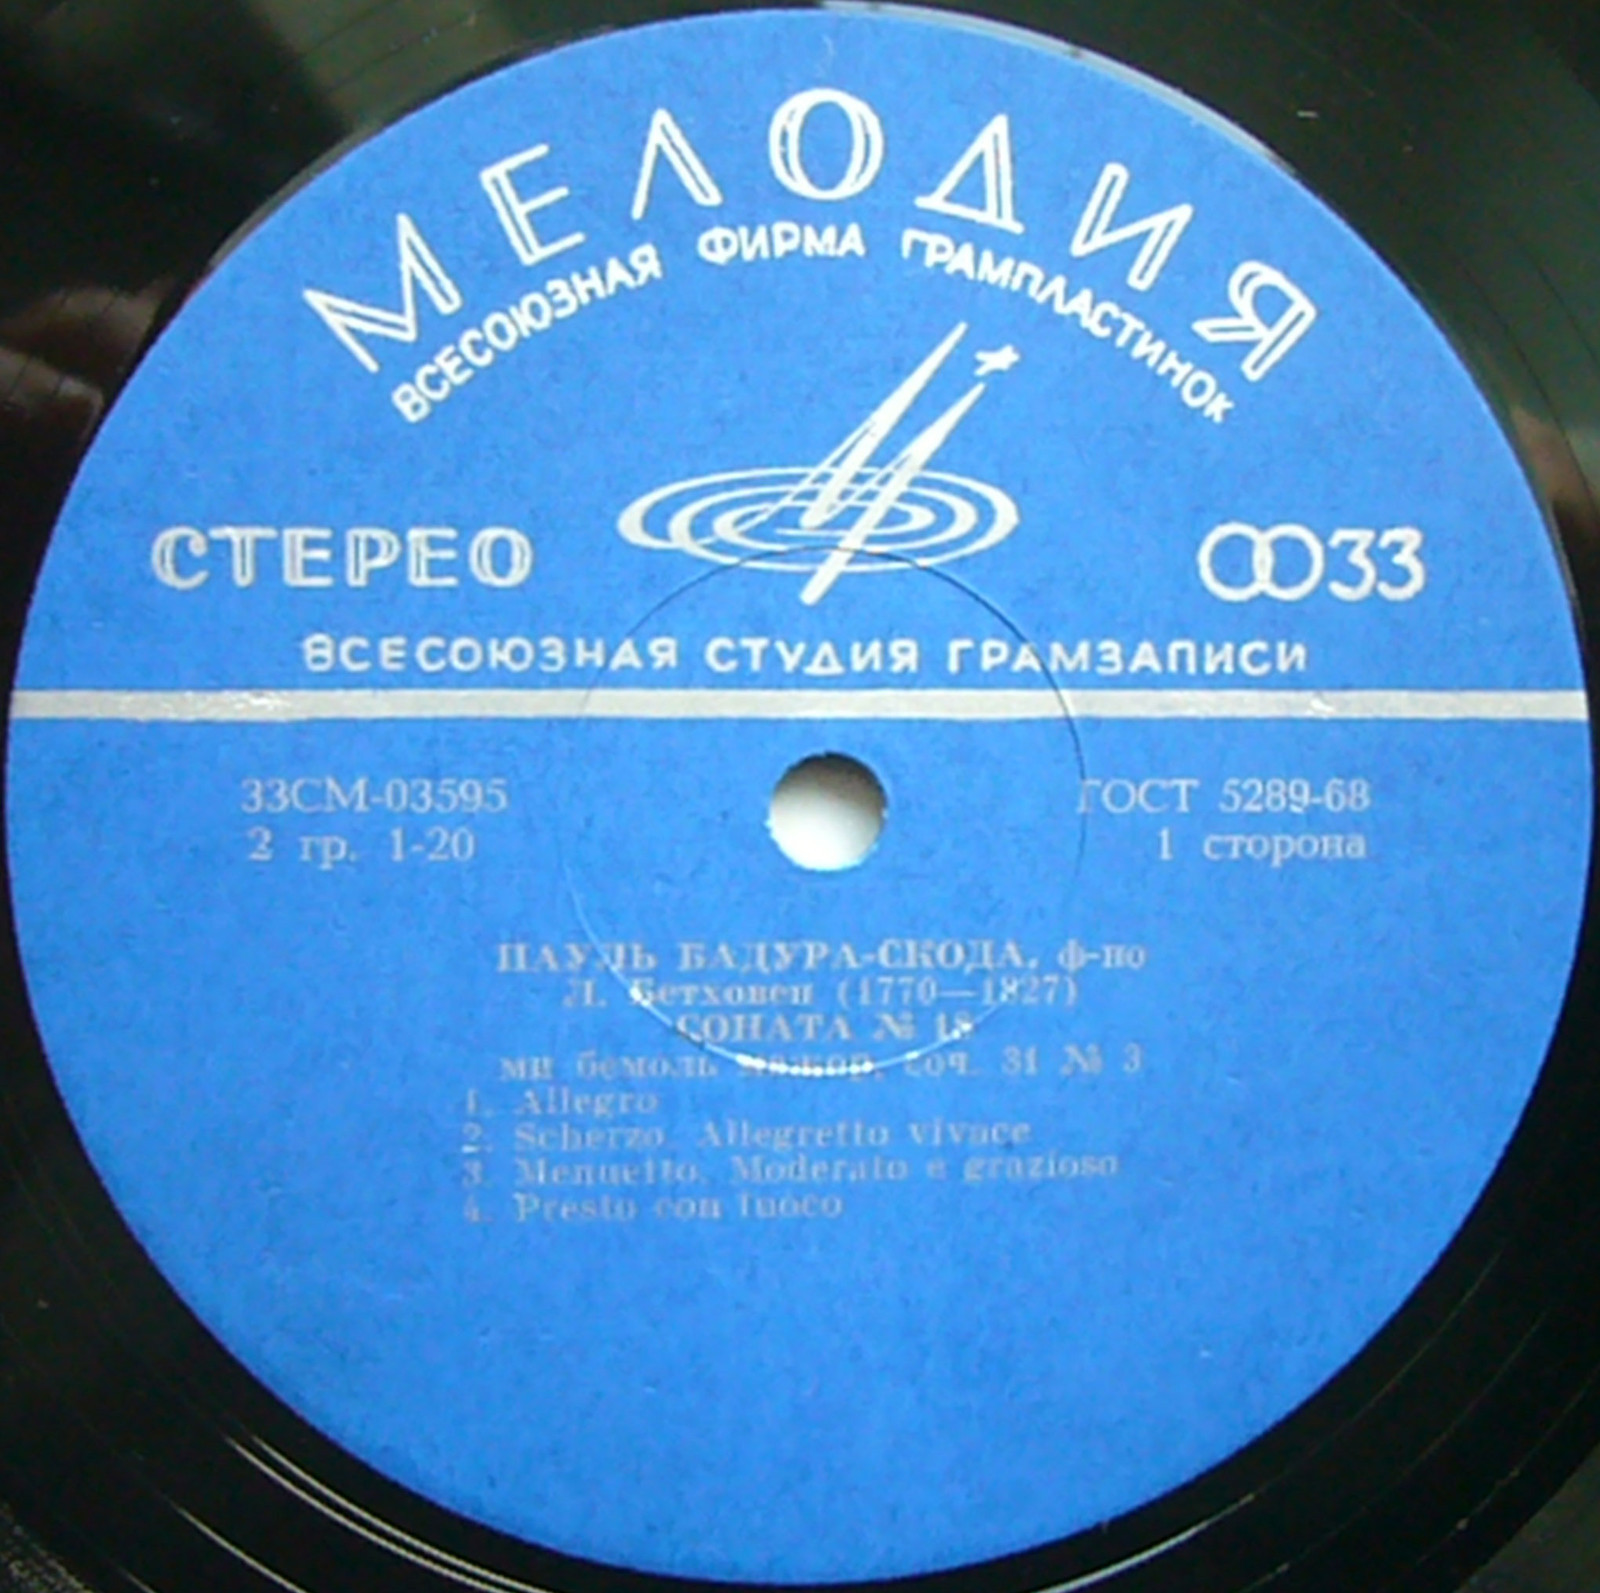 МЕЛОДИЯ
ВСЕСОЮЗНАЯ ФИРМА ГРАМПЛАСТИНОК
СТЕРЕО
33
ВСЕСОЮЗНАЯ СТУДИЯ ГРАМЗАПИСИ
33СМ-03595
ГОСТ 5289-68
2 гр. 1-20
1 сторона
ПАУЛЬ БАДУРА-СКОДА, ф-но
Л. Бетховен (1770—1827)
СОНАТА № 18
ми бемоль мажор, соч. 31 № 3
1. Allegro
2. Scherzo. Allegretto vivace
3. Menuetto. Moderato e grazioso
4. Presto con fuoco